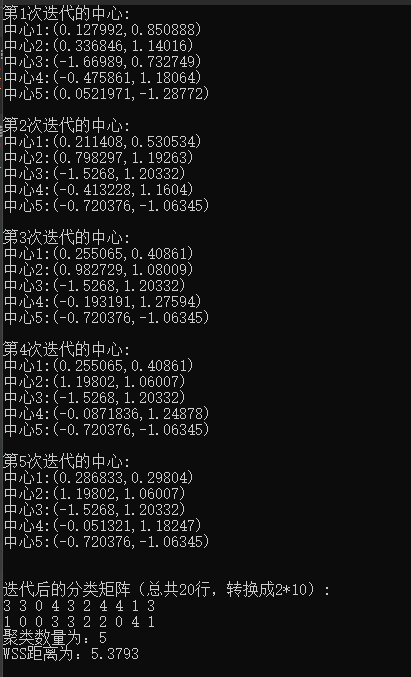 第1次迭代的中心:
中心1:(0.127992,0.850888)
中心2:(0.336846,1.14016)
中心3:(-1.66989,0.732749)
中心4:(-0.475861,1.18064)
中心5:(0.0521971,-1.28772)
第2次迭代的中心:
中心1:(0.211408,0.530534)
中心2:(0.798297,1.19263)
中心3:(-1.5268,1.20332)
中心4:(-0.413228,1.1604)
中心5:(-0.720376,-1.06345)
第3次迭代的中心:
中心1:(0.255065,0.40861)
中心2:(0.982729,1.08009)
中心3:(-1.5268,1.20332)
中心4:(-0.193191,1.27594)
中心5:(-0.720376,-1.06345)
第4次迭代的中心:
中心1:(0.255065,0.40861)
中心2:(1.19802,1.06007)
中心3:(-1.5268,1.20332)
中心4:(-0.0871836,1.24878)
中心5:(-0.720376,-1.06345)
第5次迭代的中心:
中心1:(0.286833,0.29804)
中心2:(1.19802,1.06007)
中心3:(-1.5268,1.20332)
中心4:(-0.051321,1.18247)
中心5:(-0.720376,-1.06345)
迭代后的分类矩阵（总共20行，转换成2*10）:
3 3 0 4 3 2 4 4 1 3
1 0 0 3 3 2 2 0 4 1
聚类数量为: 5
WSS距离为: 5.3793